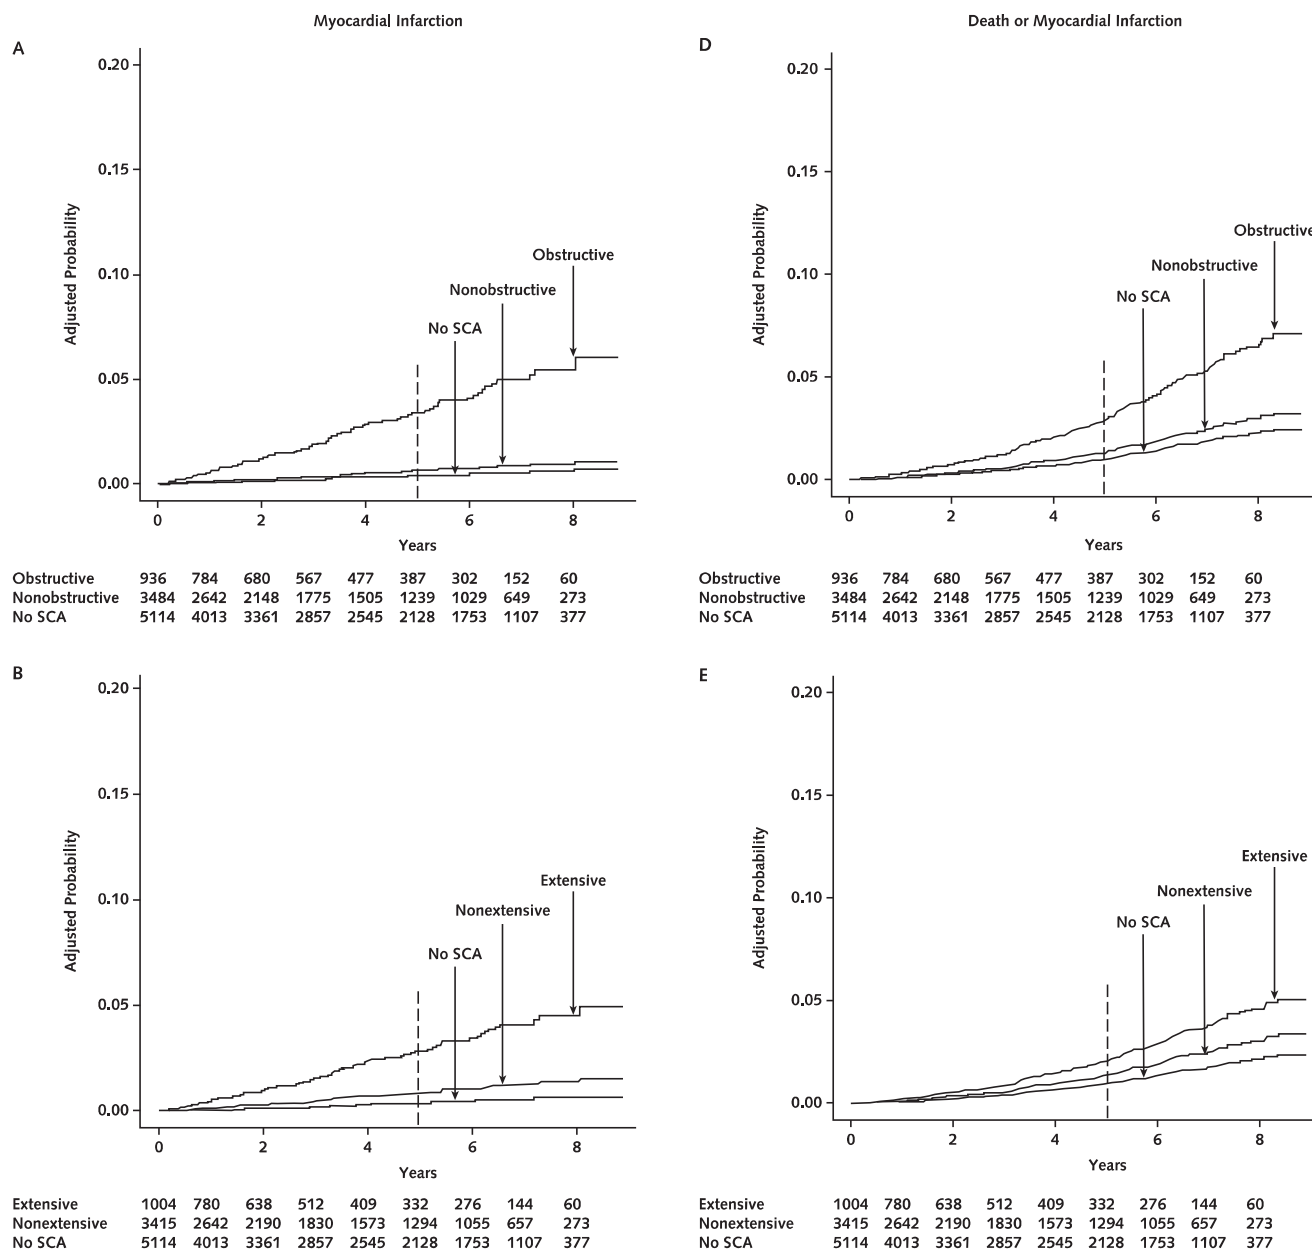 Myocardial Infarction
A
0.20
0.15
0.10
0.05
0.00
Adjusted Probability
Obstructive
Nonobstructive
No SCA
0 2 4 6 8
Years
Obstructive 936 784 680 567 477 387 302 152 60
Nonobstructive 3484 2642 2148 1775 1505 1239 1029 649 273
No SCA 5114 4013 3361 2857 2545 2128 1753 1107 377
Death or Myocardial Infarction
D
0.20
0.15
0.10
0.05
0.00
Adjusted Probability
Obstructive
Nonobstructive
No SCA
0 2 4 6 8
Years
Obstructive 936 784 680 567 477 387 302 152 60
Nonobstructive 3484 2642 2148 1775 1505 1239 1029 649 273
No SCA 5114 4013 3361 2857 2545 2128 1753 1107 377
B
0.20
0.15
0.10
0.05
0.00
Adjusted Probability
Extensive
Nonextensive
No SCA
0 2 4 6 8
Years
Extensive 1004 780 638 512 409 332 276 144 60
Nonextensive 3415 2642 2190 1830 1573 1294 1055 657 273
No SCA 5114 4013 3361 2857 2545 2128 1753 1107 377
E
0.20
0.15
0.10
0.05
0.00
Adjusted Probability
Extensive
Nonextensive
No SCA
0 2 4 6 8
Years
Extensive 1004 780 638 512 409 332 276 144 60
Nonextensive 3415 2642 2190 1830 1573 1294 1055 657 273
No SCA 5114 4013 3361 2857 2545 2128 1753 1107 377